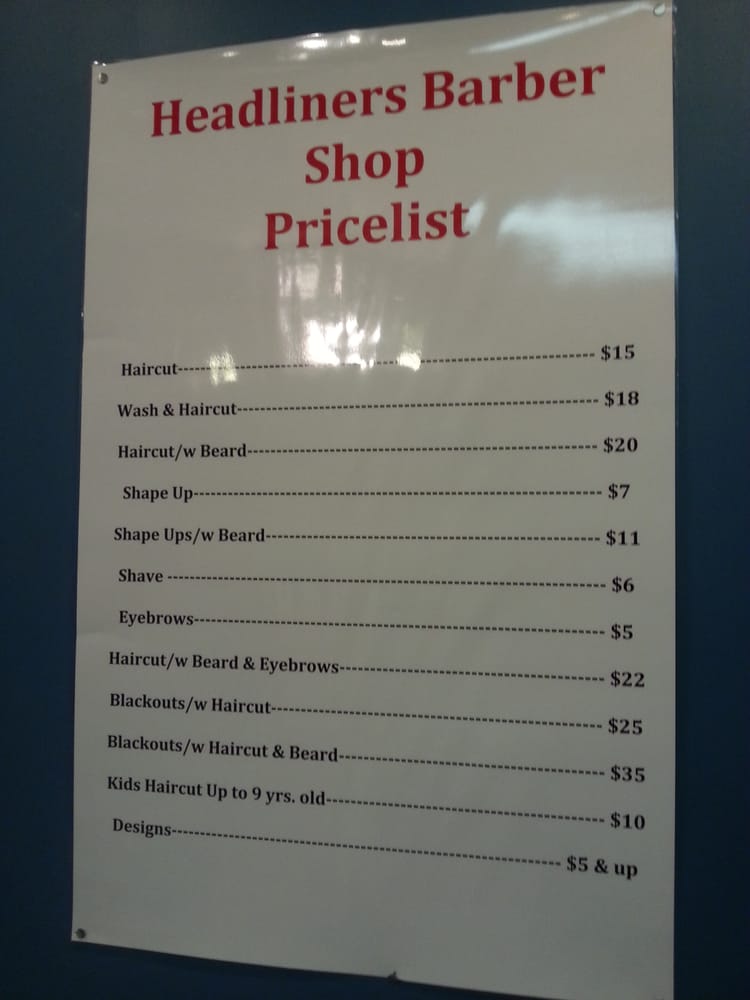 Headliners Barber
Shop
Pricelist
Haircut------------------------------------------------------------ $15
Wash & Haircut---------------------------------------------------- $18
Haircut/w Beard--------------------------------------------------- $20
Shape Up----------------------------------------------------------- $7
Shape Ups/w Beard------------------------------------------------ $11
Shave --------------------------------------------------------------- $6
Eyebrows----------------------------------------------------------- $5
Haircut/w Beard & Eyebrows-------------------------------------- $22
Blackouts/w Haircut----------------------------------------------- $25
Blackouts/w Haircut & Beard-------------------------------------- $35
Kids Haircut Up to 9 yrs. old--------------------------------------- $10
Designs------------------------------------------------------- $5 & up